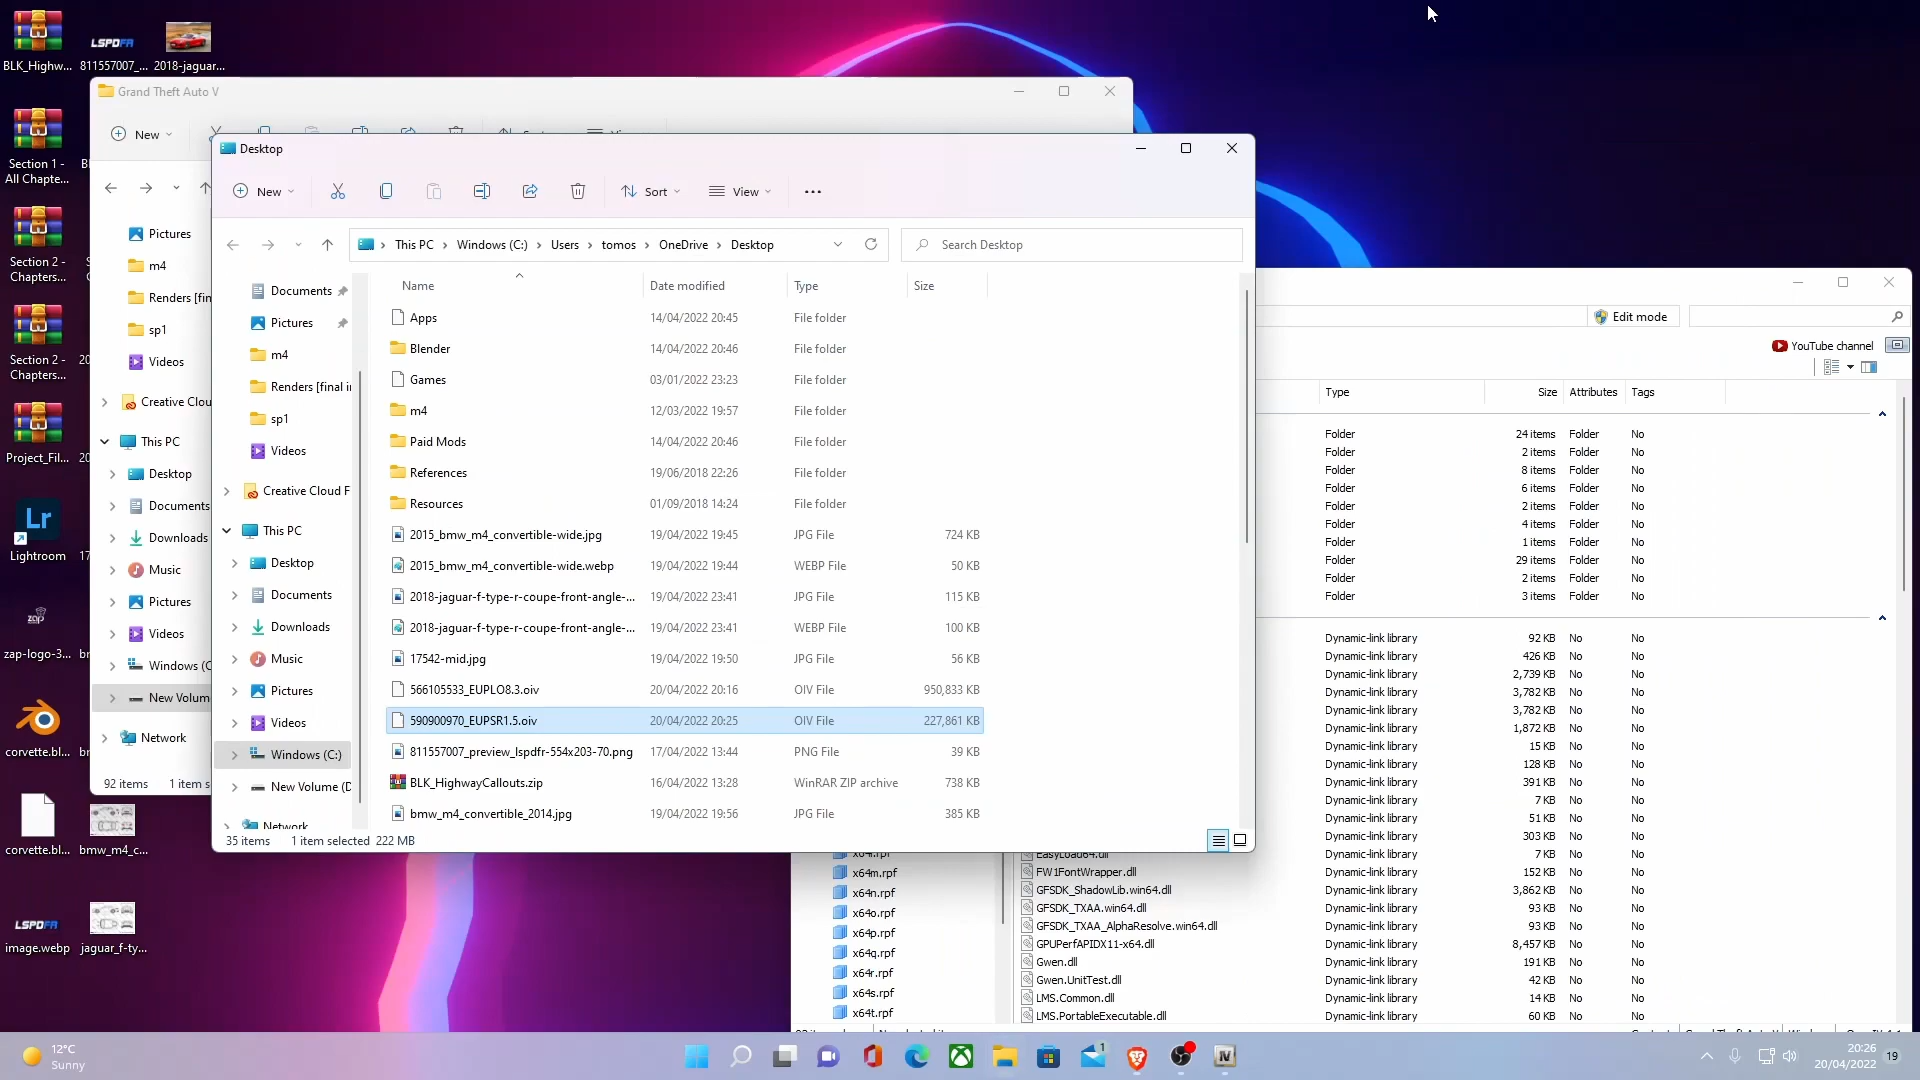 BLK_Highw...
LSPDFR
811557007_...
2018-jaguar...
Section 1 -
All Chapte...
Section 2 -
Chapters...
Section 2 -
Chapters...
Project_Fil...
Lr
Lightroom
zap
zap-logo-3...
corvette.bl...
corvette.bl...
bmw_m4_c...
LSPDFR
image.webp
jaguar_f-ty...
Grand Theft Auto V
New
Pictures
m4
Renders [fin
sp1
Videos
Creative Clou
This PC
Desktop
Documents
Downloads
Music
Pictures
Videos
Windows (C
New Volum
Network
92 items
1 item s
Desktop
New
Sort
View
This PC > Windows (C:) > Users > tomos > OneDrive > Desktop
Search Desktop
Documents
Pictures
m4
Renders [final i
sp1
Videos
Creative Cloud F
This PC
Desktop
Documents
Downloads
Music
Pictures
Videos
Windows (C:)
New Volume (D
Network
Name Date modified Type Size
Apps 14/04/2022 20:45 File folder
Blender 14/04/2022 20:46 File folder
Games 03/01/2022 23:23 File folder
m4 12/03/2022 19:57 File folder
Paid Mods 14/04/2022 20:46 File folder
References 19/06/2018 22:26 File folder
Resources 01/09/2018 14:24 File folder
2015_bmw_m4_convertible-wide.jpg 19/04/2022 19:45 JPG File 724 KB
2015_bmw_m4_convertible-wide.webp 19/04/2022 19:44 WEBP File 50 KB
2018-jaguar-f-type-r-coupe-front-angle-... 19/04/2022 23:41 JPG File 115 KB
2018-jaguar-f-type-r-coupe-front-angle-... 19/04/2022 23:41 WEBP File 100 KB
17542-mid.jpg 19/04/2022 19:50 JPG File 56 KB
566105533_EUPLO8.3.oiv 20/04/2022 20:16 OIV File 950,833 KB
590900970_EUPSR1.5.oiv 20/04/2022 20:25 OIV File 227,861 KB
811557007_preview_lspdfr-554x203-70.png 17/04/2022 13:44 PNG File 39 KB
BLK_HighwayCallouts.zip 16/04/2022 13:28 WinRAR ZIP archive 738 KB
bmw_m4_convertible_2014.jpg 19/04/2022 19:56 JPG File 385 KB
35 items 1 item selected 222 MB
Edit mode
YouTube channel
Type Size Attributes Tags
Folder 24 items Folder No
Folder 2 items Folder No
Folder 8 items Folder No
Folder 6 items Folder No
Folder 2 items Folder No
Folder 4 items Folder No
Folder 1 items Folder No
Folder 29 items Folder No
Folder 2 items Folder No
Folder 3 items Folder No
Dynamic-link library 92 KB No No
Dynamic-link library 426 KB No No
Dynamic-link library 2,739 KB No No
Dynamic-link library 3,782 KB No No
Dynamic-link library 3,782 KB No No
Dynamic-link library 1,872 KB No No
Dynamic-link library 15 KB No No
Dynamic-link library 128 KB No No
Dynamic-link library 391 KB No No
Dynamic-link library 7 KB No No
Dynamic-link library 51 KB No No
Dynamic-link library 303 KB No No
EasyLoad64.dll Dynamic-link library 7 KB No No
FW1FontWrapper.dll Dynamic-link library 152 KB No No
GFSDK_ShadowLib.win64.dll Dynamic-link library 3,862 KB No No
GFSDK_TXAA.win64.dll Dynamic-link library 93 KB No No
GFSDK_TXAA_AlphaResolve.win64.dll Dynamic-link library 93 KB No No
GPUPerfAPIDX11-x64.dll Dynamic-link library 8,457 KB No No
Gwen.dll Dynamic-link library 191 KB No No
Gwen.UnitTest.dll Dynamic-link library 42 KB No No
LMS.Common.dll Dynamic-link library 14 KB No No
LMS.PortableExecutable.dll Dynamic-link library 60 KB No No
x64m.rpf
x64n.rpf
x64o.rpf
x64p.rpf
x64q.rpf
x64r.rpf
x64s.rpf
x64t.rpf
12°C
Sunny
1
IV
20:26
20/04/2022
19